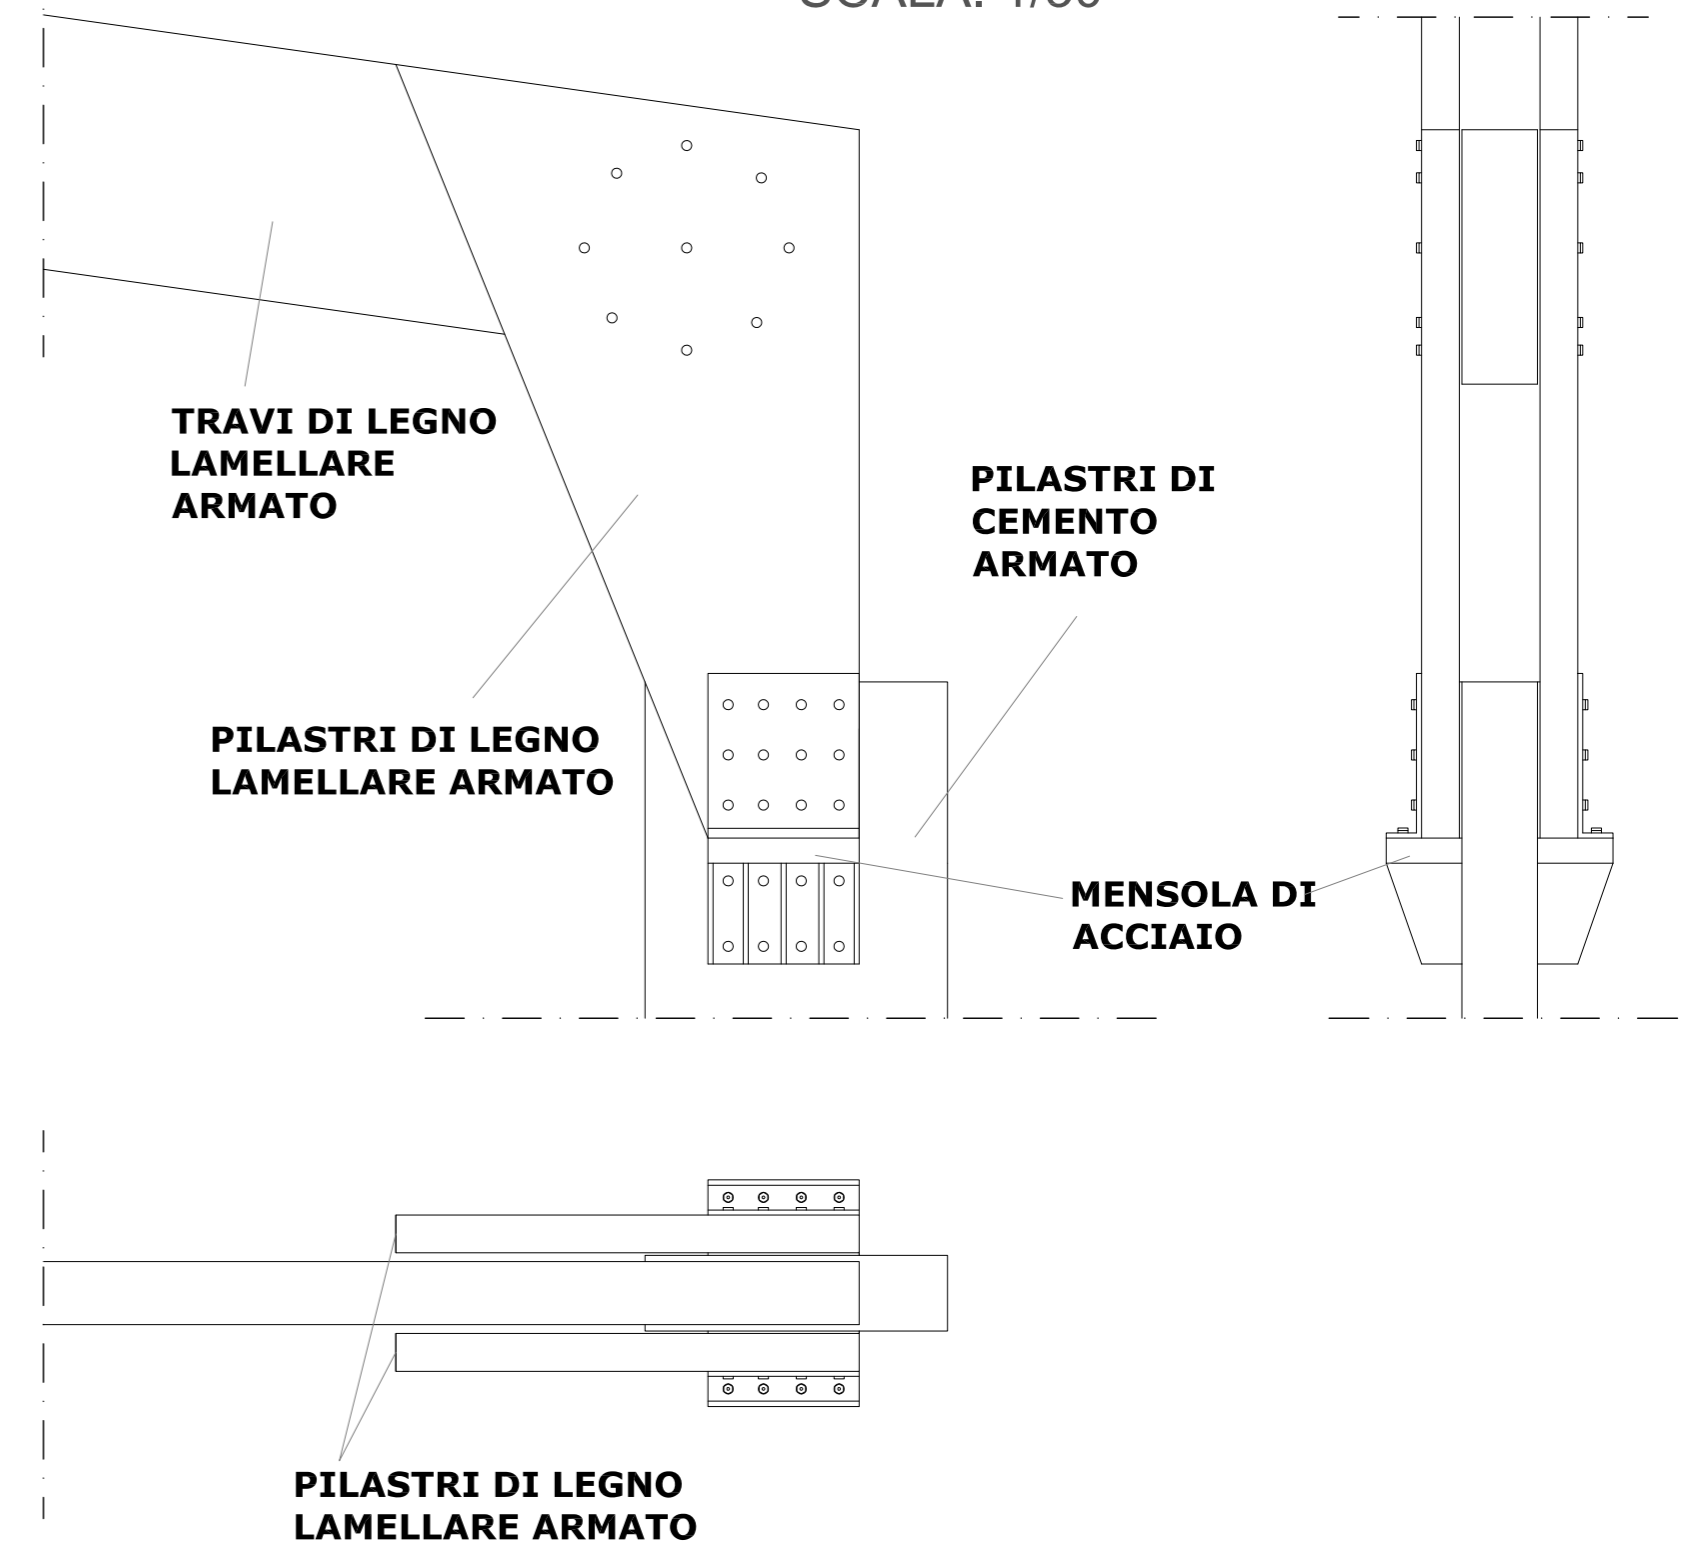 TRAVI DI LEGNO
LAMELLARE
ARMATO
PILASTRI DI
CEMENTO
ARMATO
PILASTRI DI LEGNO
LAMELLARE ARMATO
MENSOLA DI
ACCIAIO
PILASTRI DI LEGNO
LAMELLARE ARMATO